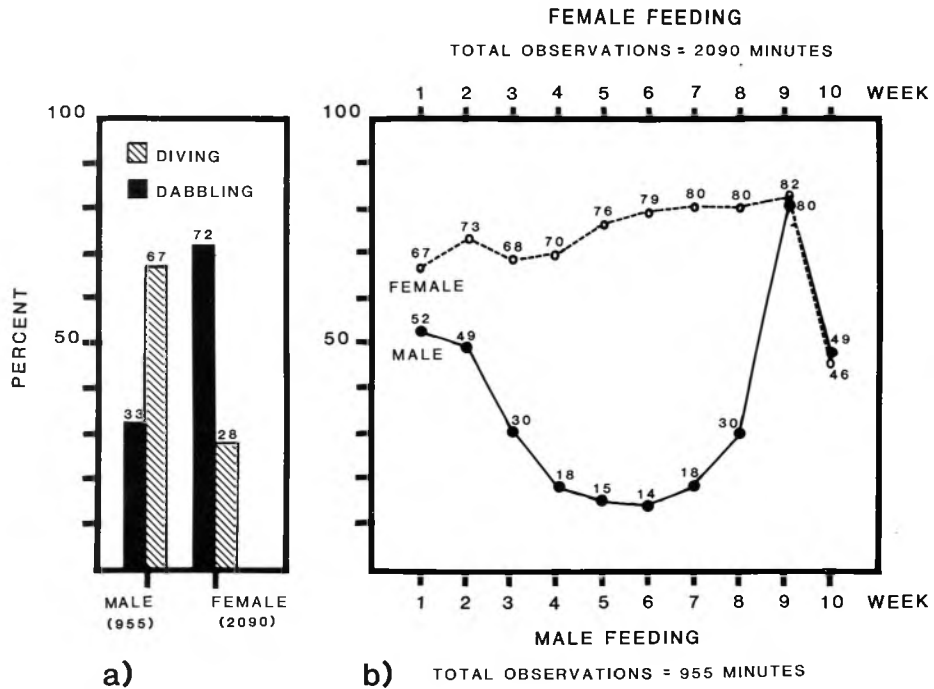 FEMALE FEEDING
TOTAL OBSERVATIONS = 2090 MINUTES
1 2 3 4 5 6 7 8 9 10 WEEK
100
50
PERCENT
DIVING
DABBLING
33
67
72
28
MALE
(955)
FEMALE
(2090)
a)
100
50
67
73
68
70
76
79
80
80
82
46
FEMALE
52
49
30
18
15
14
18
30
80
49
MALE
1 2 3 4 5 6 7 8 9 10 WEEK
MALE FEEDING
b) TOTAL OBSERVATIONS = 955 MINUTES